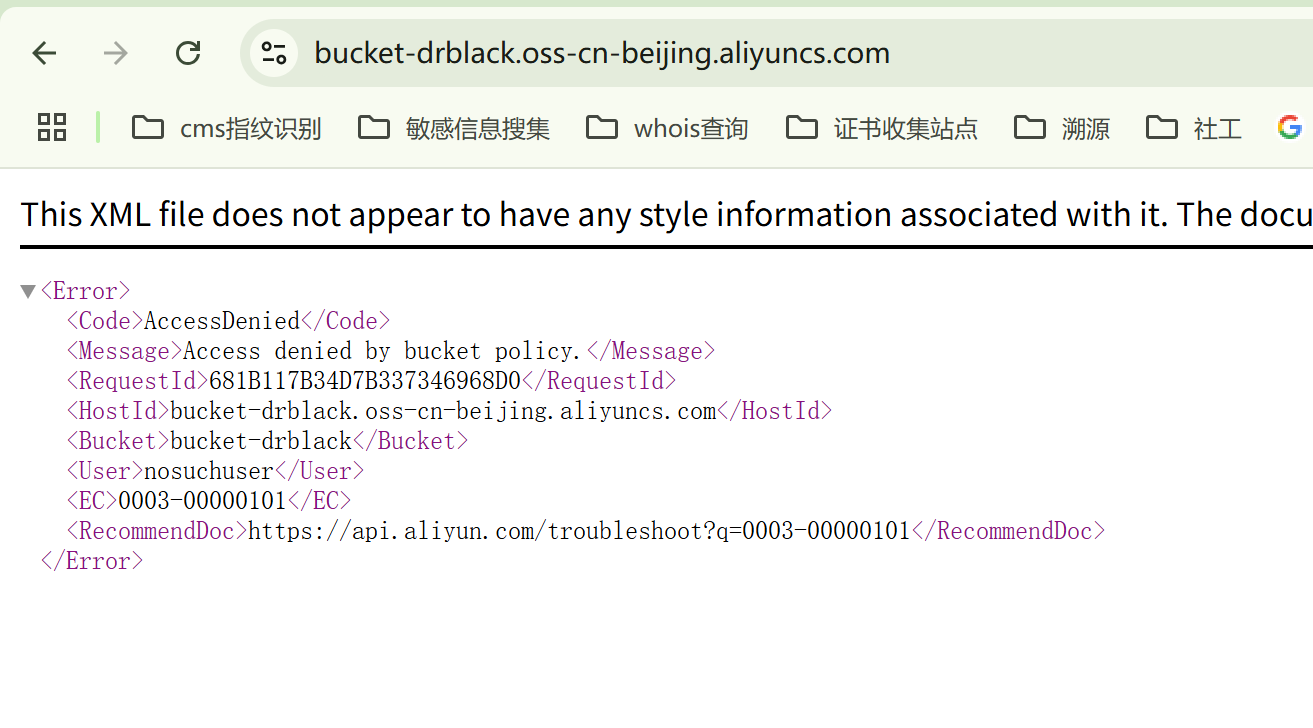 bucket-drblack.oss-cn-beijing.aliyuncs.com
cms指纹识别 敏感信息搜集 whois查询 证书收集站点 溯源 社工
This XML file does not appear to have any style information associated with it. The docu
<Error>
<Code>AccessDenied</Code>
<Message>Access denied by bucket policy.</Message>
<RequestId>681B117B34D7B337346968D0</RequestId>
<HostId>bucket-drblack.oss-cn-beijing.aliyuncs.com</HostId>
<Bucket>bucket-drblack</Bucket>
<User>nosuchuser</User>
<EC>0003-00000101</EC>
<RecommendDoc>https://api.aliyun.com/troubleshoot?q=0003-00000101</RecommendDoc>
</Error>